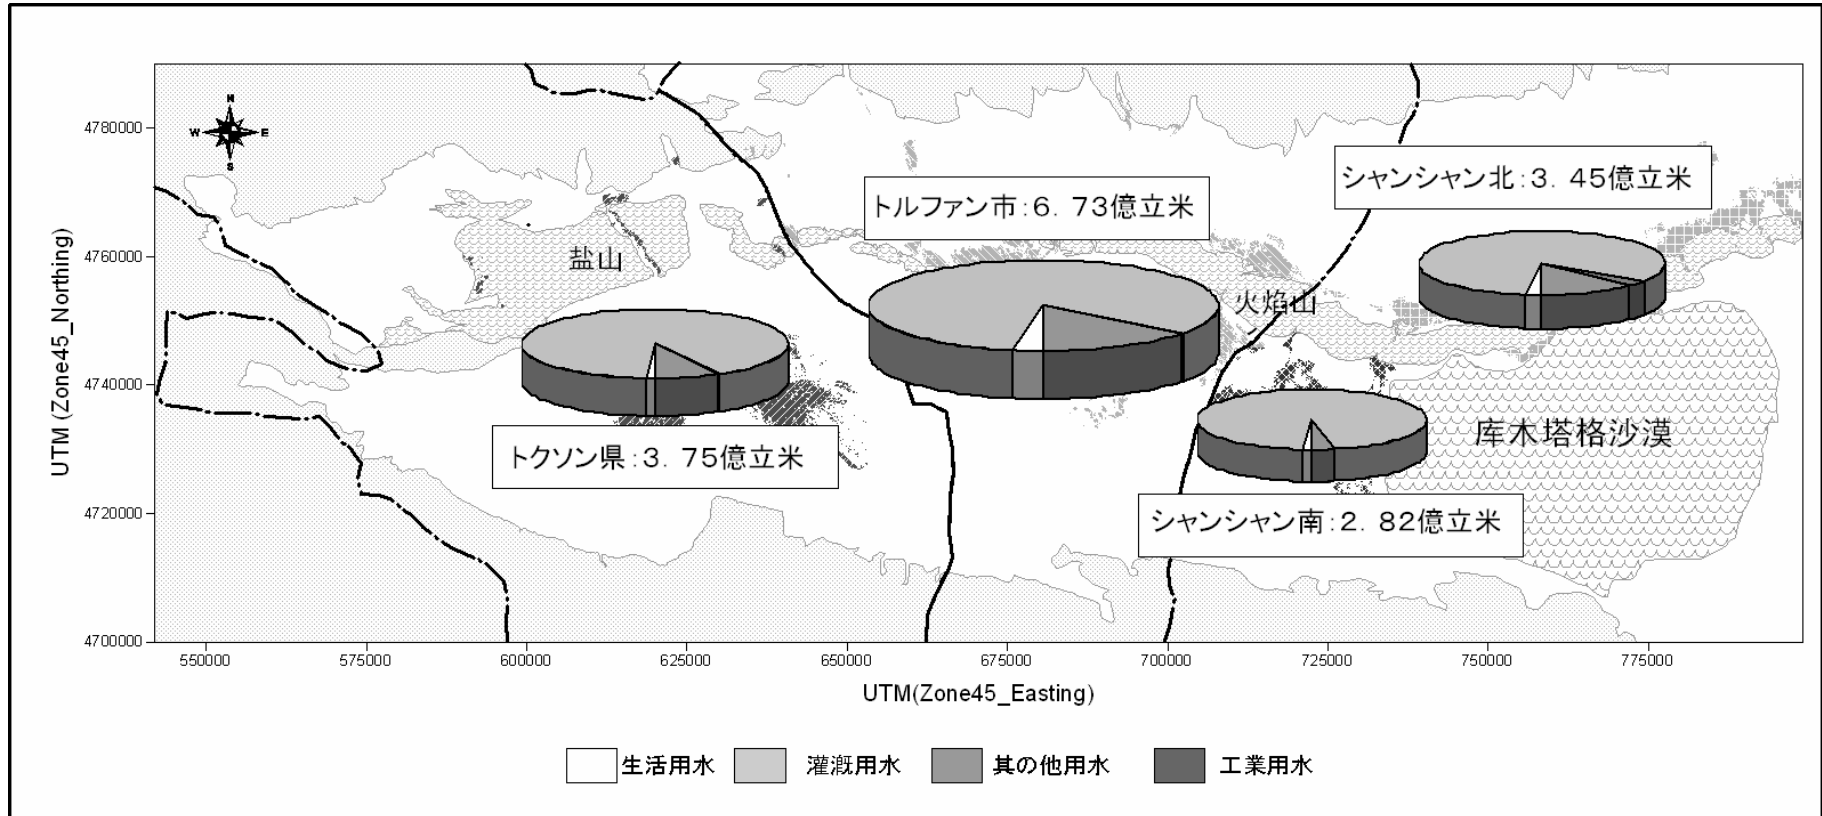 N
W E
S
4780000
4760000
4740000
4720000
4700000
UTM (Zone45_Northing)
シャンシャン北:3.45億立米
トルファン市:6.73億立米
盐山
火焰山
トクソン県:3.75億立米
库木塔格沙漠
シャンシャン南:2.82億立米
550000 575000 600000 625000 650000 675000 700000 725000 750000 775000
UTM(Zone45_Easting)
生活用水 灌漑用水 其の他用水 工業用水